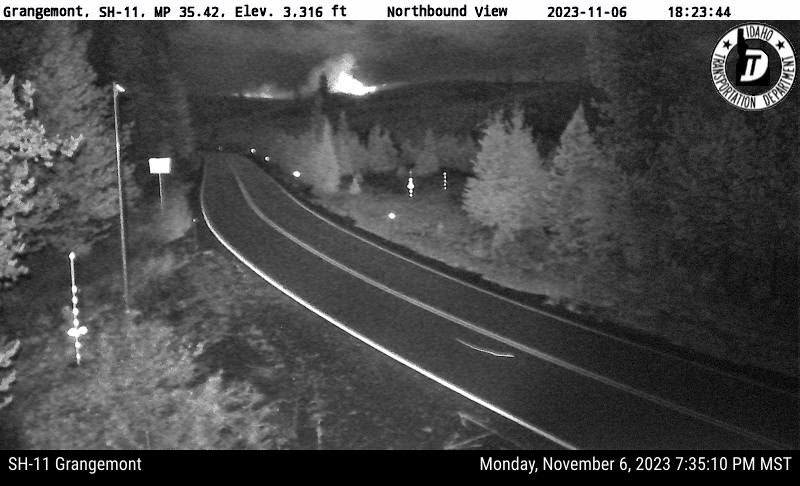 Grangemont, SH-11, MP 35.42, Elev. 3,316 ft Northbound View 2023-11-06 18:23:44
IDAHO
TRANSPORTATION DEPARTMENT
SH-11 Grangemont Monday, November 6, 2023 7:35:10 PM MST